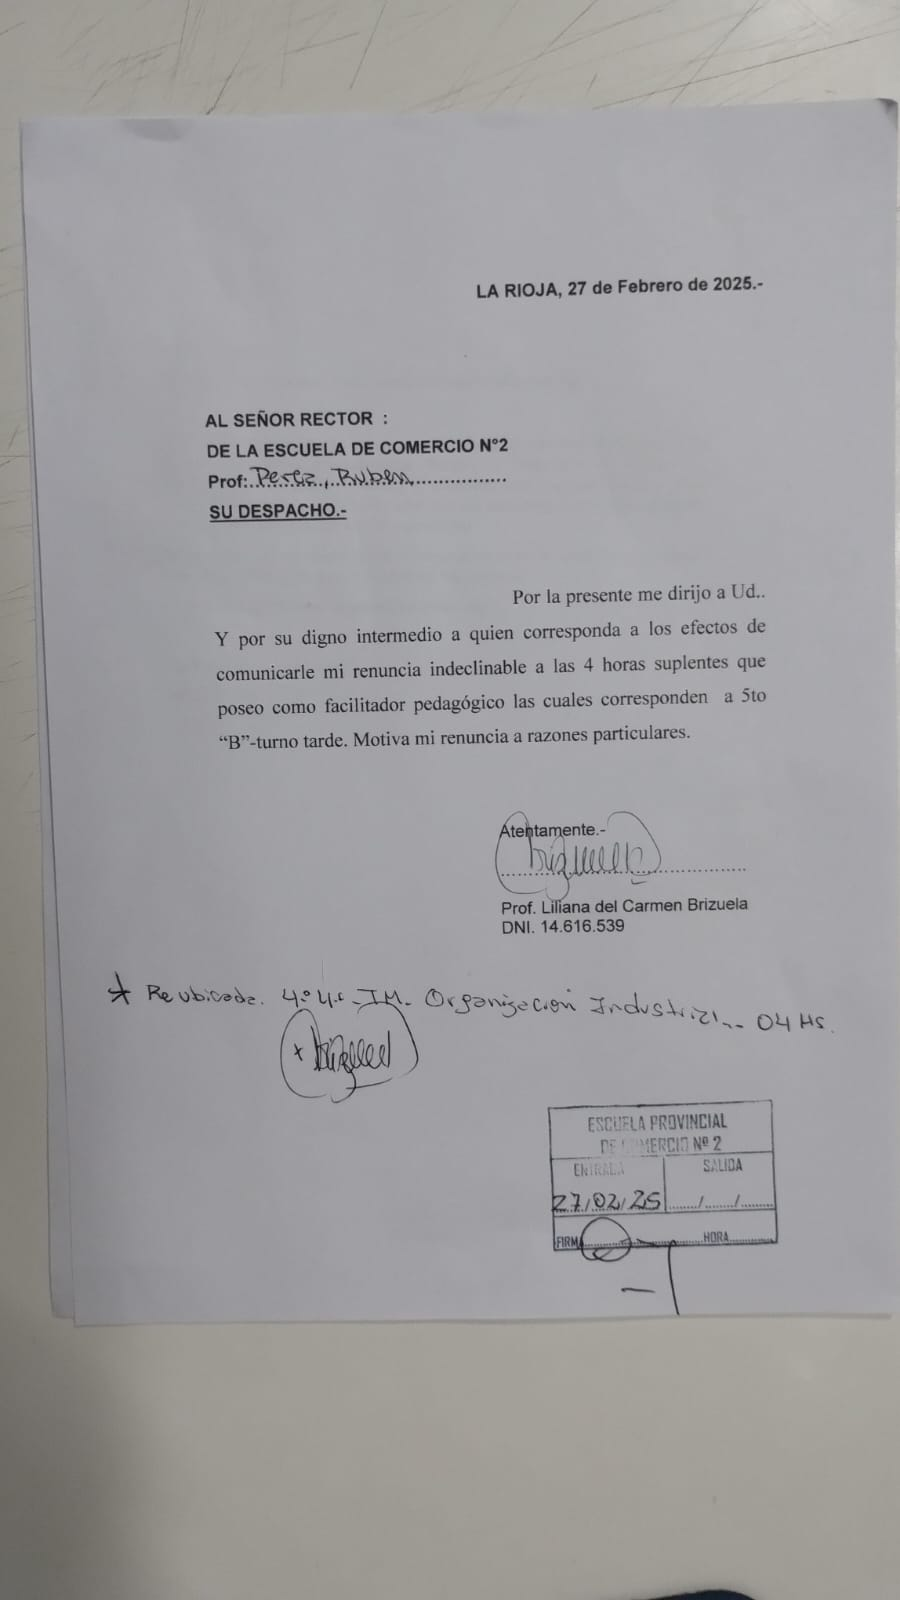 LA RIOJA, 27 de Febrero de 2025.-
AL SEÑOR RECTOR :
DE LA ESCUELA DE COMERCIO N°2
Prof: Perez, Ruben
SU DESPACHO.-
Por la presente me dirijo a Ud..
Y por su digno intermedio a quien corresponda a los efectos de
comunicarle mi renuncia indeclinable a las 4 horas suplentes que
poseo como facilitador pedagógico las cuales corresponden a 5to
“B”-turno tarde. Motiva mi renuncia a razones particulares.
Atentamente.-
Prof. Liliana del Carmen Brizuela
DNI. 14.616.539
Reubicada. 4° 4° - I.M. Organizacion Industrial.. 04 Hs.
ESCUELA PROVINCIAL
DE COMERCIO Nº 2
ENTRADA SALIDA
27/02/25 ....../....../......
FIRMA HORA